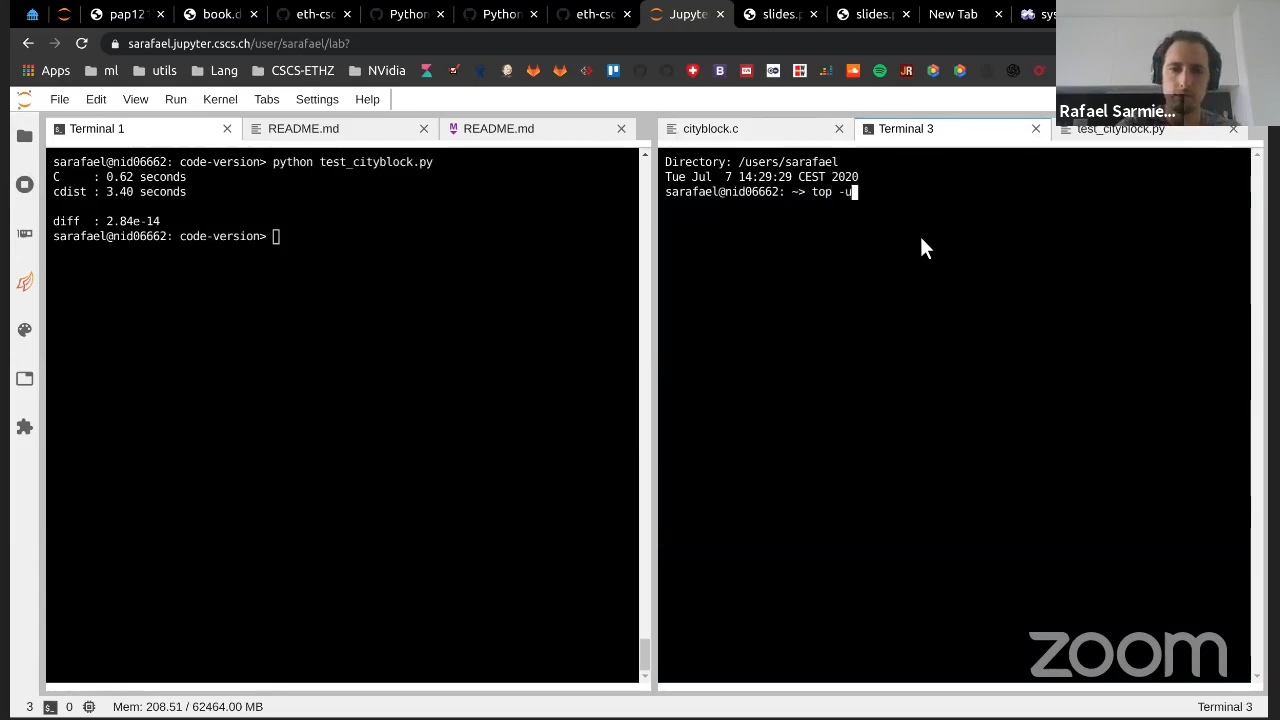 pap12
book.d
eth-csc
Python
Python
eth-csc
Jupyte
slides.p
slides.p
New Tab
sys
sarafael.jupyter.cscs.ch/user/sarafael/lab?
Apps
ml
utils
Lang
CSCS-ETHZ
NVidia
File
Edit
View
Run
Kernel
Tabs
Settings
Help
Rafael Sarmie...
Terminal 1
README.md
README.md
cityblock.c
Terminal 3
test_cityblock.py
sarafael@nid06662: code-version> python test_cityblock.py
C     : 0.62 seconds
cdist : 3.40 seconds
diff  : 2.84e-14
sarafael@nid06662: code-version>
Directory: /users/sarafael
Tue Jul  7 14:29:29 CEST 2020
sarafael@nid06662: ~> top -u
zoom
3
0
Mem: 208.51 / 62464.00 MB
Terminal 3